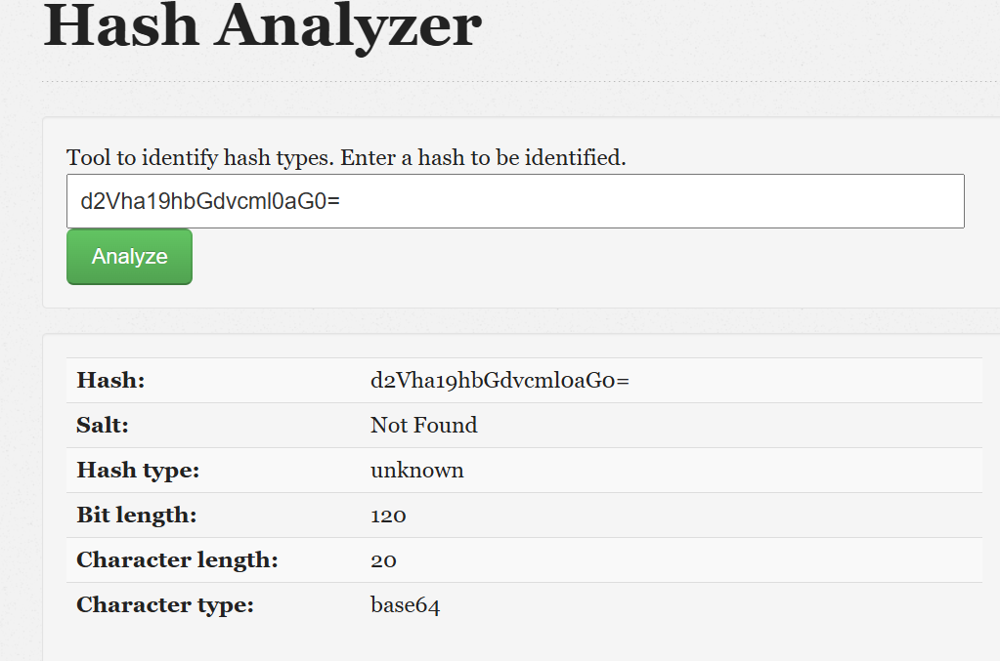 Hash Analyzer
Tool to identify hash types. Enter a hash to be identified.
d2Vha19hbGdvcml0aG0=
Analyze
Hash: d2Vha19hbGdvcml0aG0=
Salt: Not Found
Hash type: unknown
Bit length: 120
Character length: 20
Character type: base64